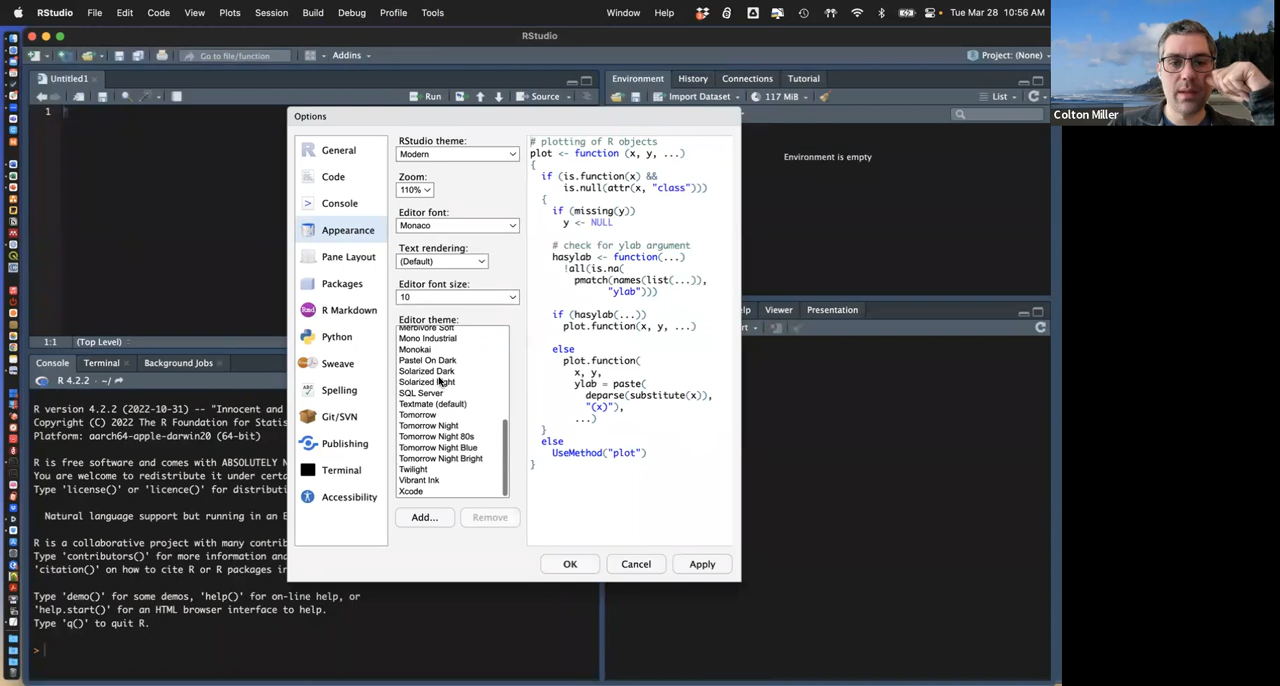 RStudio File Edit Code View Plots Session Build Debug Profile Tools Window Help Tue Mar 28 10:56 AM
RStudio
Go to file/function Addins Project: (None)
Untitled1
Run Source
1
1:1 (Top Level)
Environment History Connections Tutorial
Import Dataset 117 MiB List
Environment is empty
Viewer Presentation
Console Terminal Background Jobs
R 4.2.2 · ~/
R version 4.2.2 (2022-10-31) -- "Innocent and
Copyright (C) 2022 The R Foundation for
Platform: aarch64-apple-darwin20 (64-bit)
R is free software and comes with ABSOLUTELY
You are welcome to redistribute it under
Type 'license()' or 'licence()' for
Natural language support but running in an
R is a collaborative project with many
Type 'contributors()' for more information
'citation()' on how to cite R or R packages
Type 'demo()' for some demos, 'help()' for on-line help, or
'help.start()' for an HTML browser interface to help.
Type 'q()' to quit R.
>
Options
General
Code
Console
Appearance
Pane Layout
Packages
R Markdown
Python
Sweave
Spelling
Git/SVN
Publishing
Terminal
Accessibility
RStudio theme:
Modern
Zoom:
110%
Editor font:
Monaco
Text rendering:
(Default)
Editor font size:
10
Editor theme:
Merbivore Soft
Mono Industrial
Monokai
Pastel On Dark
Solarized Dark
Solarized Light
SQL Server
Textmate (default)
Tomorrow
Tomorrow Night
Tomorrow Night 80s
Tomorrow Night Blue
Tomorrow Night Bright
Twilight
Vibrant Ink
Xcode
Add... Remove
# plotting of R objects
plot <- function (x, y, ...)
{
if (is.function(x) &&
is.null(attr(x, "class")))
{
if (missing(y))
y <- NULL
# check for ylab argument
hasylab <- function(...)
!all(is.na(
pmatch(names(list(...)),
"ylab")))
if (hasylab(...))
plot.function(x, y, ...)
else
plot.function(
x, y,
ylab = paste(
deparse(substitute(x)),
"(x)"),
...)
}
else
UseMethod("plot")
}
OK Cancel Apply
Colton Miller